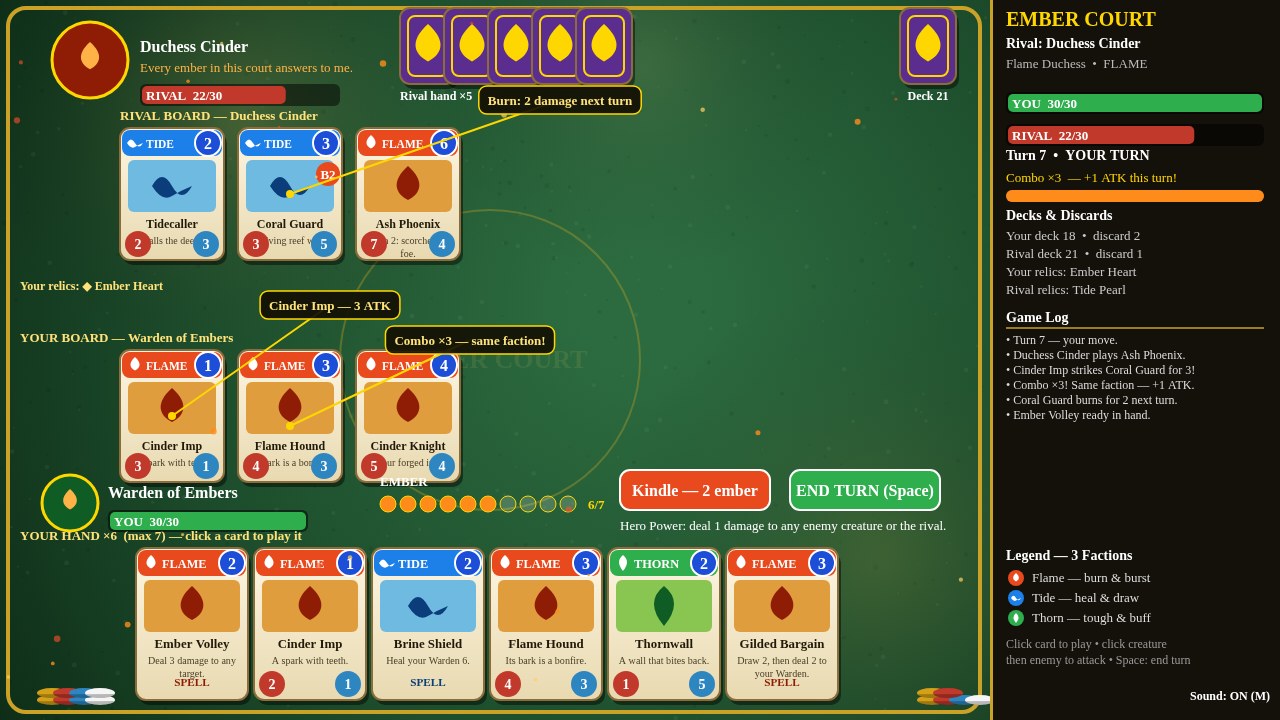 Duchess Cinder
Every ember in this court answers to me.
RIVAL 22/30
Rival hand ×5
Deck 21
Burn: 2 damage next turn
RIVAL BOARD — Duchess Cinder
TIDE 2
Tidecaller
2 3
TIDE 3
B2
Coral Guard
3 5
FLAME 6
Ash Phoenix
foe.
7 4
Your relics: ◆ Ember Heart
Cinder Imp — 3 ATK
Combo ×3 — same faction!
YOUR BOARD — Warden of Embers
COURT
FLAME 1
Cinder Imp
3 1
FLAME 3
Flame Hound
4 3
FLAME 4
Cinder Knight
5 4
Warden of Embers
YOU 30/30
EMBER
6/7
Kindle — 2 ember
END TURN (Space)
Hero Power: deal 1 damage to any enemy creature or the rival.
YOUR HAND ×6 (max 7) — click a card to play it
FLAME 2
Ember Volley
Deal 3 damage to any
target.
SPELL
FLAME 1
Cinder Imp
A spark with teeth.
2 1
TIDE 2
Brine Shield
Heal your Warden 6.
SPELL
FLAME 3
Flame Hound
Its bark is a bonfire.
4 3
THORN 2
Thornwall
A wall that bites back.
1 5
FLAME 3
Gilded Bargain
Draw 2, then deal 2 to
your Warden.
SPELL
EMBER COURT
Rival: Duchess Cinder
Flame Duchess • FLAME
YOU 30/30
RIVAL 22/30
Turn 7 • YOUR TURN
Combo ×3 — +1 ATK this turn!
Decks & Discards
Your deck 18 • discard 2
Rival deck 21 • discard 1
Your relics: Ember Heart
Rival relics: Tide Pearl
Game Log
• Turn 7 — your move.
• Duchess Cinder plays Ash Phoenix.
• Cinder Imp strikes Coral Guard for 3!
• Combo ×3! Same faction — +1 ATK.
• Coral Guard burns for 2 next turn.
• Ember Volley ready in hand.
Legend — 3 Factions
Flame — burn & burst
Tide — heal & draw
Thorn — tough & buff
Click card to play • click creature
then enemy to attack • Space: end turn
Sound: ON (M)